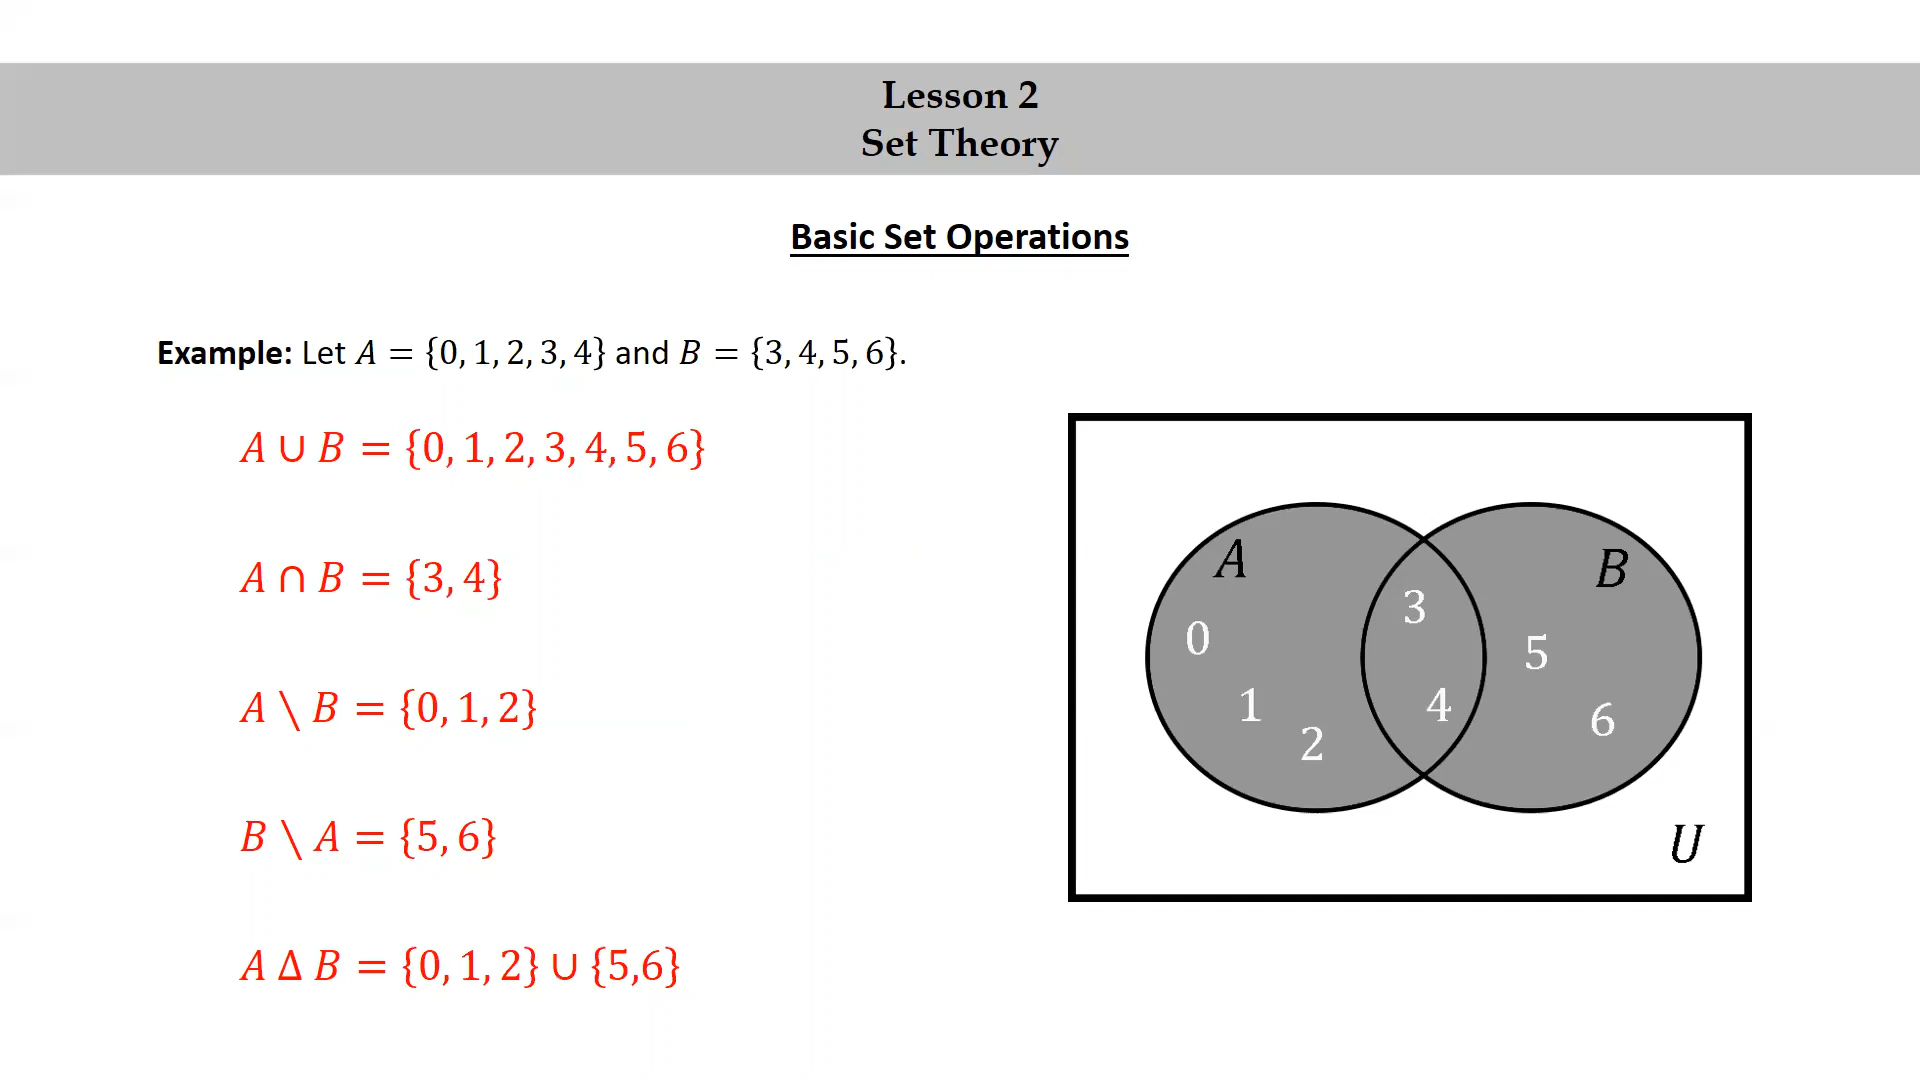 Lesson 2
Set Theory
Basic Set Operations
Example: Let A = {0, 1, 2, 3, 4} and B = {3, 4, 5, 6}.
A ∪ B = {0, 1, 2, 3, 4, 5, 6}
A ∩ B = {3, 4}
A \ B = {0, 1, 2}
B \ A = {5, 6}
A Δ B = {0, 1, 2} ∪ {5,6}
A
B
3
0
5
1
4
6
2
U